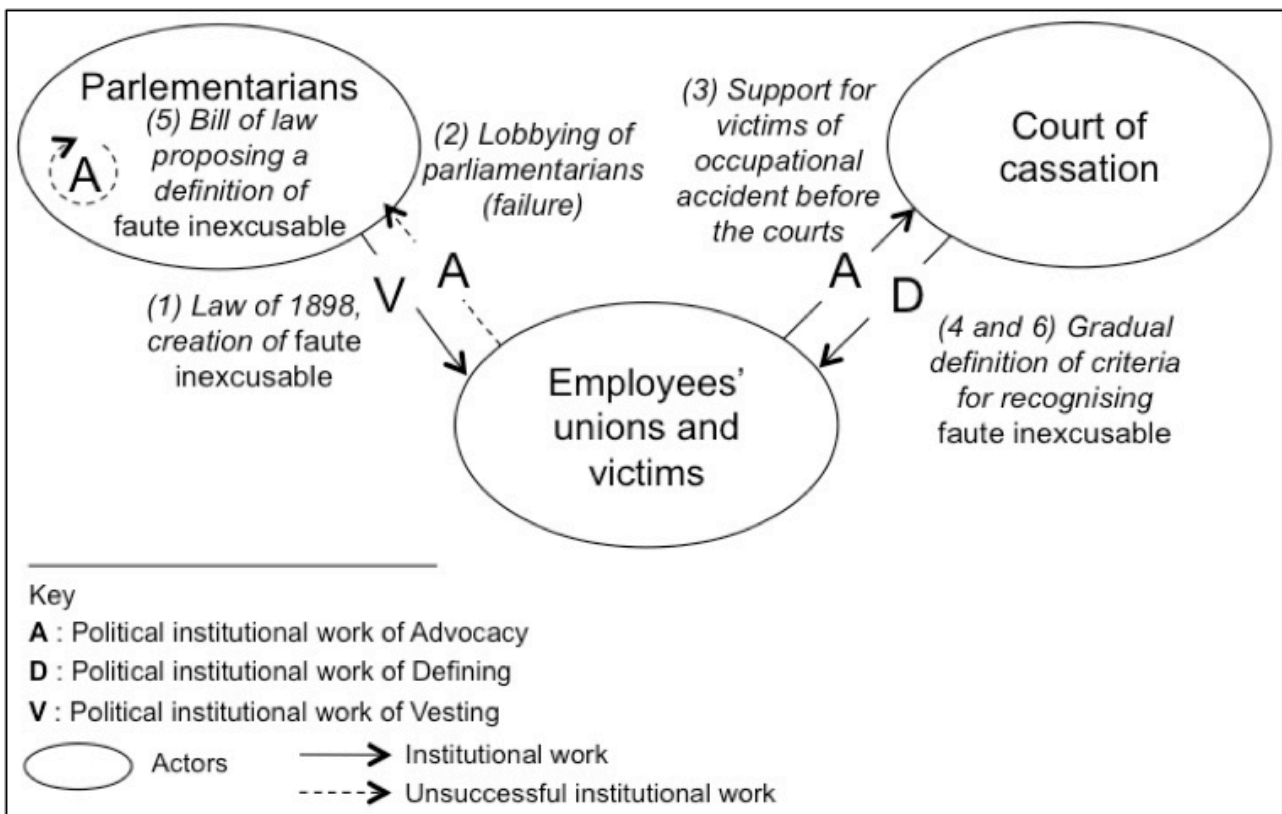 Parlementarians
(5) Bill of law
proposing a
definition of
faute inexcusable
A
(2) Lobbying of
parliamentarians
(failure)
(3) Support for
victims of
occupational
accident before
the courts
Court of
cassation
V
A
A
D
(1) Law of 1898,
creation of faute
inexcusable
Employees'
unions and
victims
(4 and 6) Gradual
definition of criteria
for recognising
faute inexcusable
Key
A : Political institutional work of Advocacy
D : Political institutional work of Defining
V : Political institutional work of Vesting
Actors
Institutional work
Unsuccessful institutional work